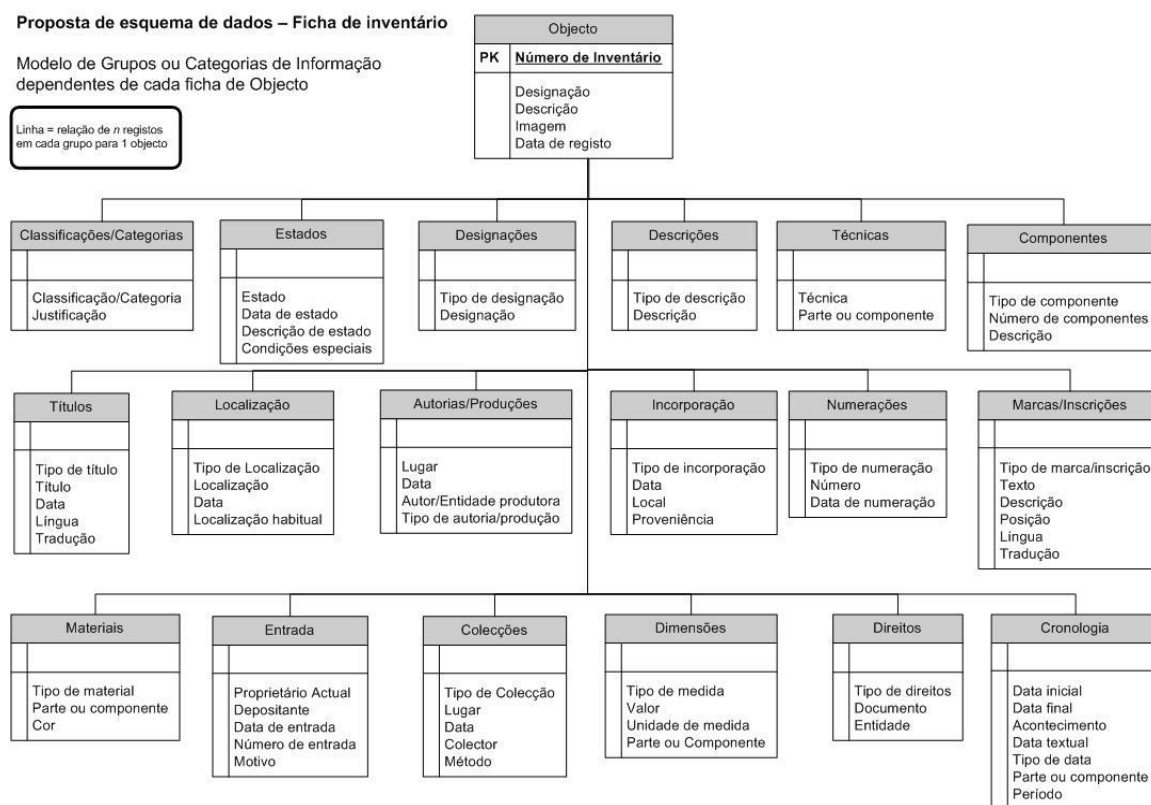 Proposta de esquema de dados – Ficha de inventário
Modelo de Grupos ou Categorias de Informação
dependentes de cada ficha de Objecto
Linha = relação de n registos
em cada grupo para 1 objecto
Objecto
PK Número de Inventário
Designação
Descrição
Imagem
Data de registo
Classificações/Categorias
Classificação/Categoria
Justificação
Estados
Estado
Data de estado
Descrição de estado
Condições especiais
Designações
Tipo de designação
Designação
Descrições
Tipo de descrição
Descrição
Técnicas
Técnica
Parte ou componente
Componentes
Tipo de componente
Número de componentes
Descrição
Títulos
Tipo de título
Título
Data
Língua
Tradução
Localização
Tipo de Localização
Localização
Data
Localização habitual
Autorias/Produções
Lugar
Data
Autor/Entidade produtora
Tipo de autoria/produção
Incorporação
Tipo de incorporação
Data
Local
Proveniência
Numerações
Tipo de numeração
Número
Data de numeração
Marcas/Inscrições
Tipo de marca/inscrição
Texto
Descrição
Posição
Língua
Tradução
Materiais
Tipo de material
Parte ou componente
Cor
Entrada
Proprietário Actual
Depositante
Data de entrada
Número de entrada
Motivo
Colecções
Tipo de Colecção
Lugar
Data
Colector
Método
Dimensões
Tipo de medida
Valor
Unidade de medida
Parte ou Componente
Direitos
Tipo de direitos
Documento
Entidade
Cronologia
Data inicial
Data final
Acontecimento
Data textual
Tipo de data
Parte ou componente
Período